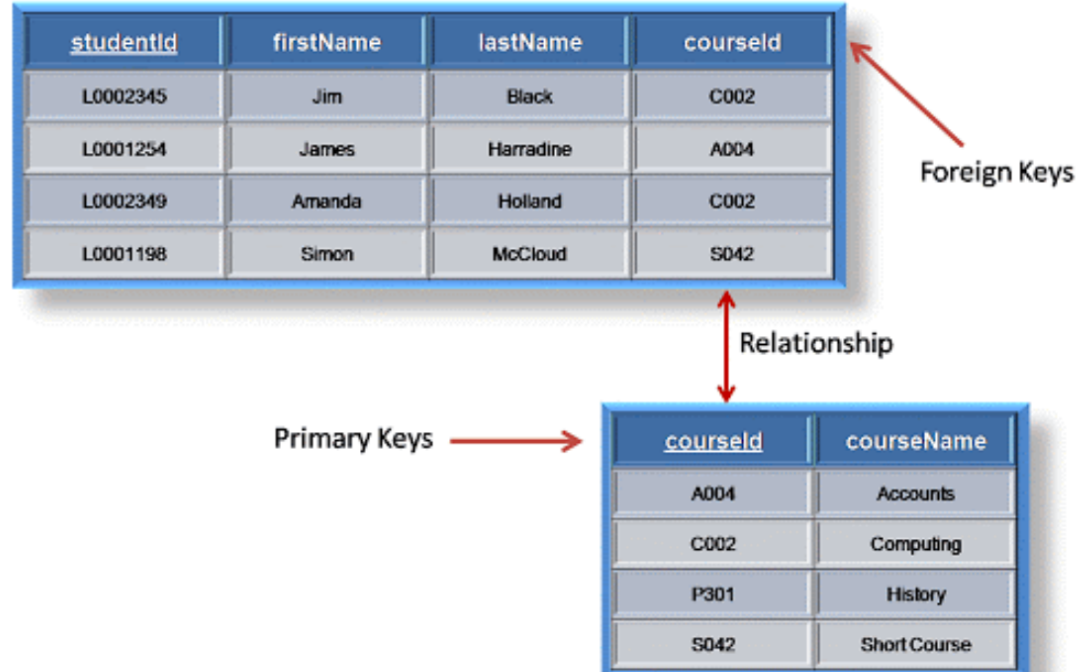 studentId firstName lastName courseId
L0002345 Jim Black C002
L0001254 James Harradine A004
L0002349 Amanda Holland C002
L0001198 Simon McCloud S042
Foreign Keys
Relationship
Primary Keys
courseId courseName
A004 Accounts
C002 Computing
P301 History
S042 Short Course